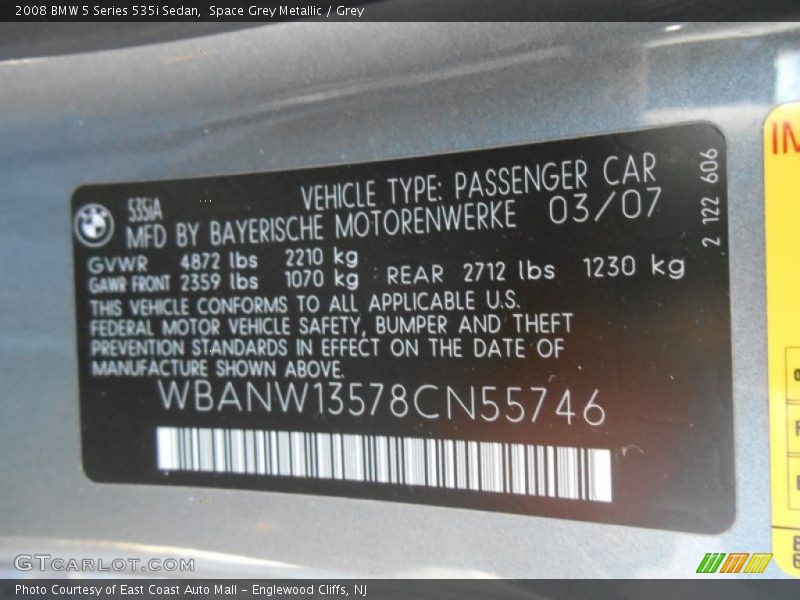 2008 BMW 5 Series 535i Sedan, Space Grey Metallic / Grey
BMW
535iA
VEHICLE TYPE: PASSENGER CAR
MFD BY BAYERISCHE MOTORENWERKE 03/07
GVWR 4872 lbs 2210 kg
GAWR FRONT 2359 lbs 1070 kg REAR 2712 lbs 1230 kg
THIS VEHICLE CONFORMS TO ALL APPLICABLE U.S.
FEDERAL MOTOR VEHICLE SAFETY, BUMPER AND THEFT
PREVENTION STANDARDS IN EFFECT ON THE DATE OF
MANUFACTURE SHOWN ABOVE.
WBANW13578CN55746
2 122 606
IM
GTCarLot.com
Photo Courtesy of East Coast Auto Mall - Englewood Cliffs, NJ